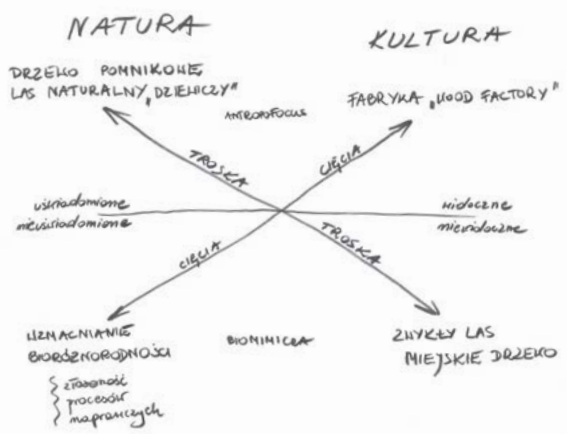 NATURA
KULTURA
DRZEWO POMNIKOWE,
LAS NATURALNY „DZIEWICZY"
ANTROPOFOCUS
FABRYKA „WOOD FACTORY"
TROSKA
CIĘCIA
uświadomione
nieuświadomione
widoczne
niewidoczne
CIĘCIA
TROSKA
WZMACNIANIE
BIORÓŻNORODNOŚCI
złożoność
procesów
naprawczych
BIOMIMICRA
ZWYKŁY LAS
MIEJSKIE DRZEWO